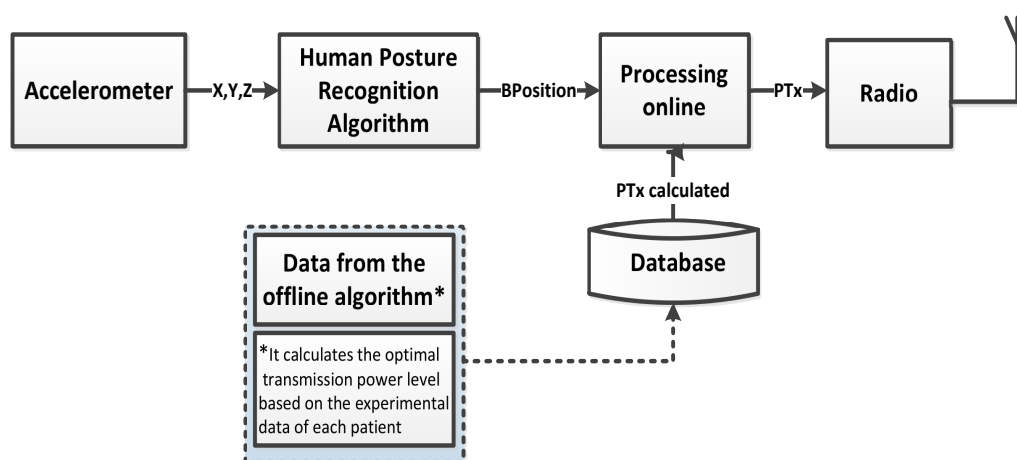 Accelerometer
X,Y,Z
Human Posture
Recognition
Algorithm
BPosition
Processing
online
PTx
Radio
PTx calculated
Database
Data from the
offline algorithm*
*It calculates the optimal
transmission power level
based on the experimental
data of each patient